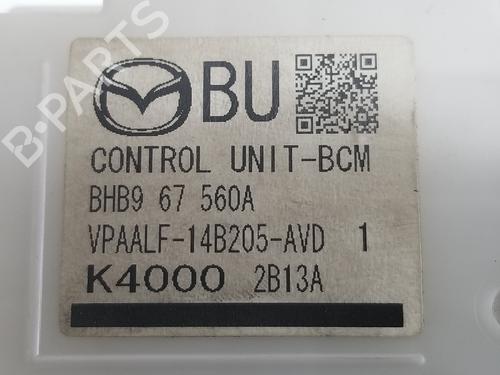 BU
CONTROL UNIT-BCM
BHB9 67 560A
VPAALF-14B205-AVD 1
K4000 2B13A
B-PARTS